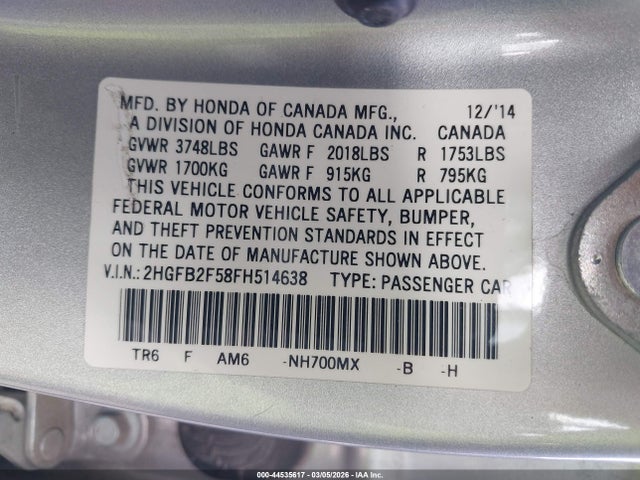 MFD. BY HONDA OF CANADA MFG., 12/'14
A DIVISION OF HONDA CANADA INC. CANADA
GVWR 3748LBS GAWR F 2018LBS R 1753LBS
GVWR 1700KG GAWR F 915KG R 795KG
THIS VEHICLE CONFORMS TO ALL APPLICABLE
FEDERAL MOTOR VEHICLE SAFETY, BUMPER,
AND THEFT PREVENTION STANDARDS IN EFFECT
ON THE DATE OF MANUFACTURE SHOWN ABOVE.
V.I.N.: 2HGFB2F58FH514638 TYPE: PASSENGER CAR
TR6 F AM6 -NH700MX -B -H
000-44535617 - 03/05/2026 - IAA Inc.